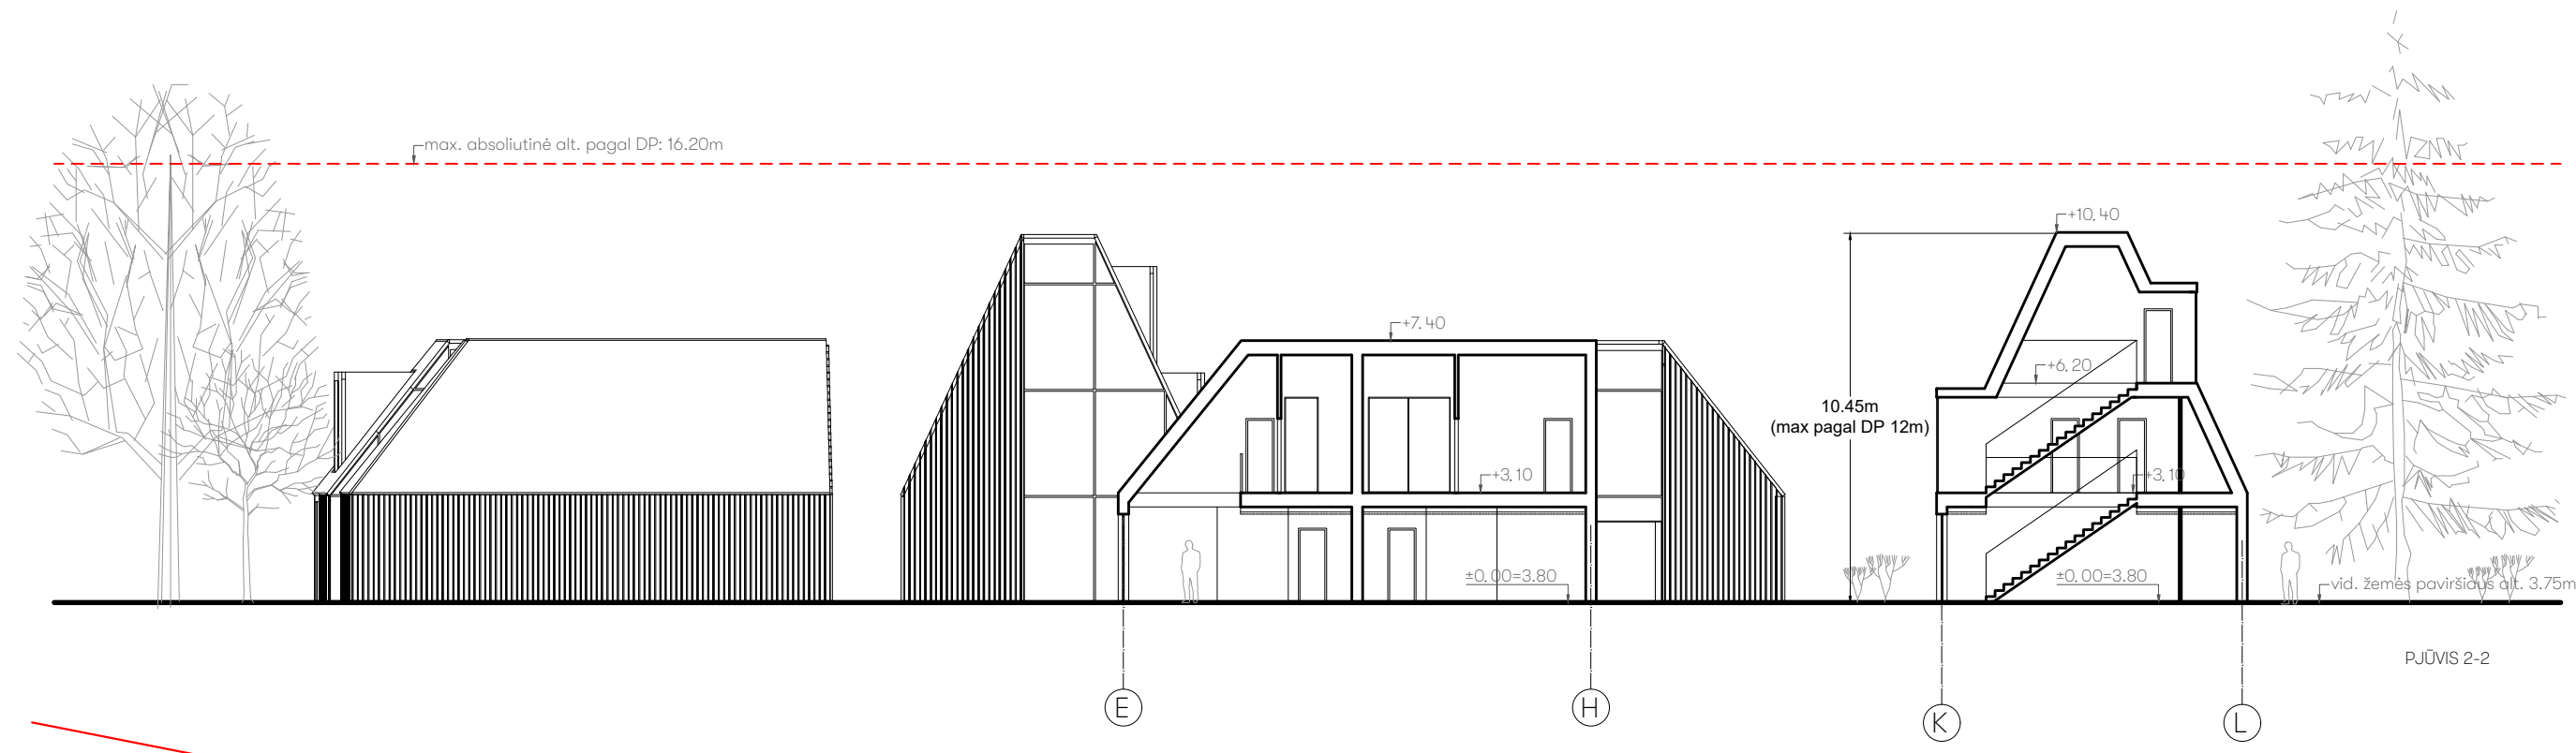 max. absoliutinė alt. pagal DP: 16.20m
+10.40
+7.40
+6.20
10.45m
(max pagal DP 12m)
+3.10
+3.10
±0.00=3.80
±0.00=3.80
vid. žemės paviršiaus alt. 3.75m
PJŪVIS 2-2
E
H
K
L